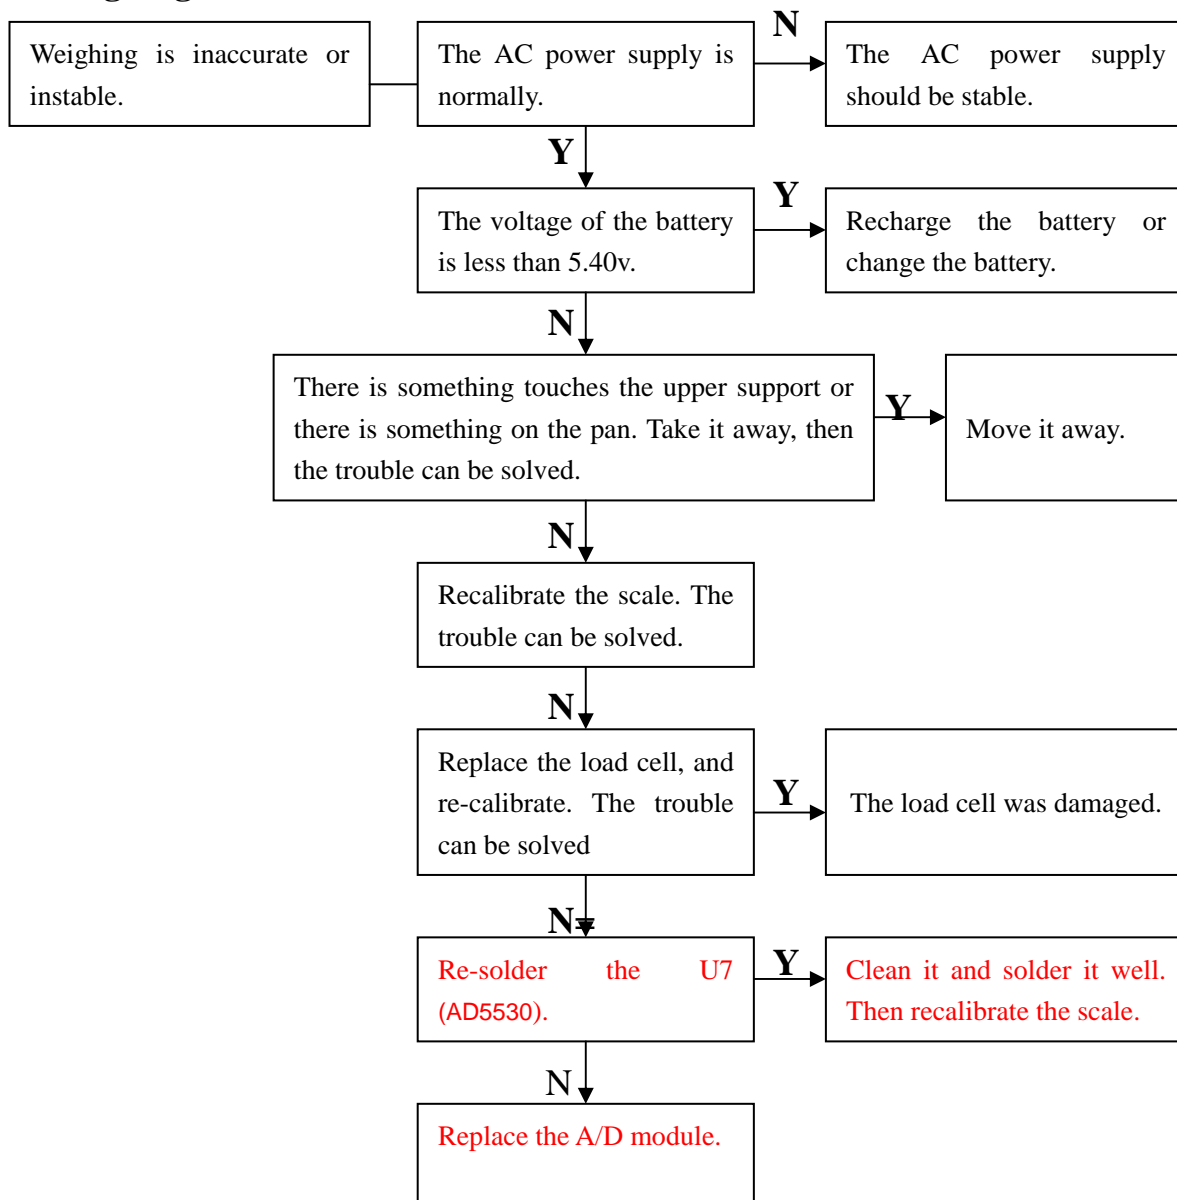 Weighing is inaccurate or
instable.
The AC power supply is
normally.
N
The AC power supply
should be stable.
Y
The voltage of the battery
is less than 5.40v.
Y
Recharge the battery or
change the battery.
N
There is something touches the upper support or
there is something on the pan. Take it away, then
the trouble can be solved.
Y
Move it away.
N
Recalibrate the scale. The
trouble can be solved.
N
Replace the load cell, and
re-calibrate. The trouble
can be solved
Y
The load cell was damaged.
N
Re-solder the U7
(AD5530).
Y
Clean it and solder it well.
Then recalibrate the scale.
N
Replace the A/D module.